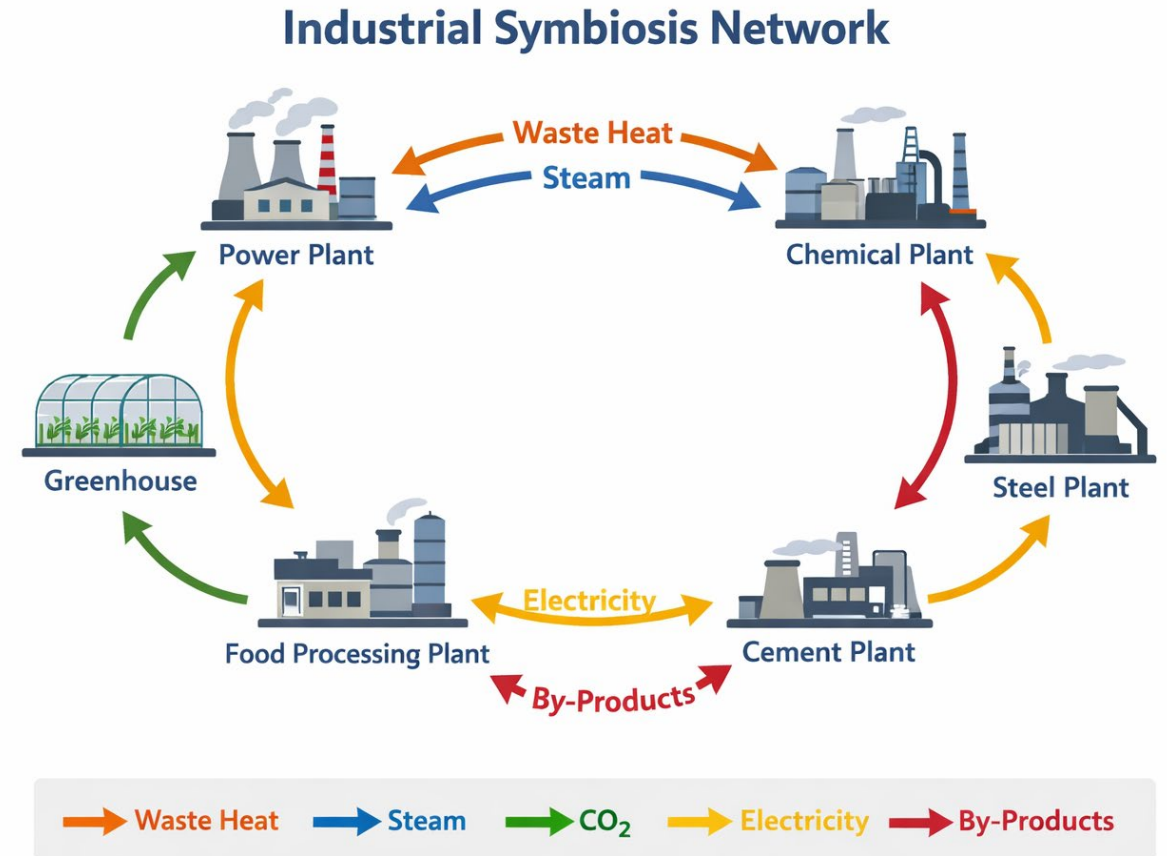 Industrial Symbiosis Network
Waste Heat
Steam
Power Plant
Chemical Plant
Greenhouse
Steel Plant
Electricity
Food Processing Plant
Cement Plant
By-Products
Waste Heat
Steam
CO₂
Electricity
By-Products